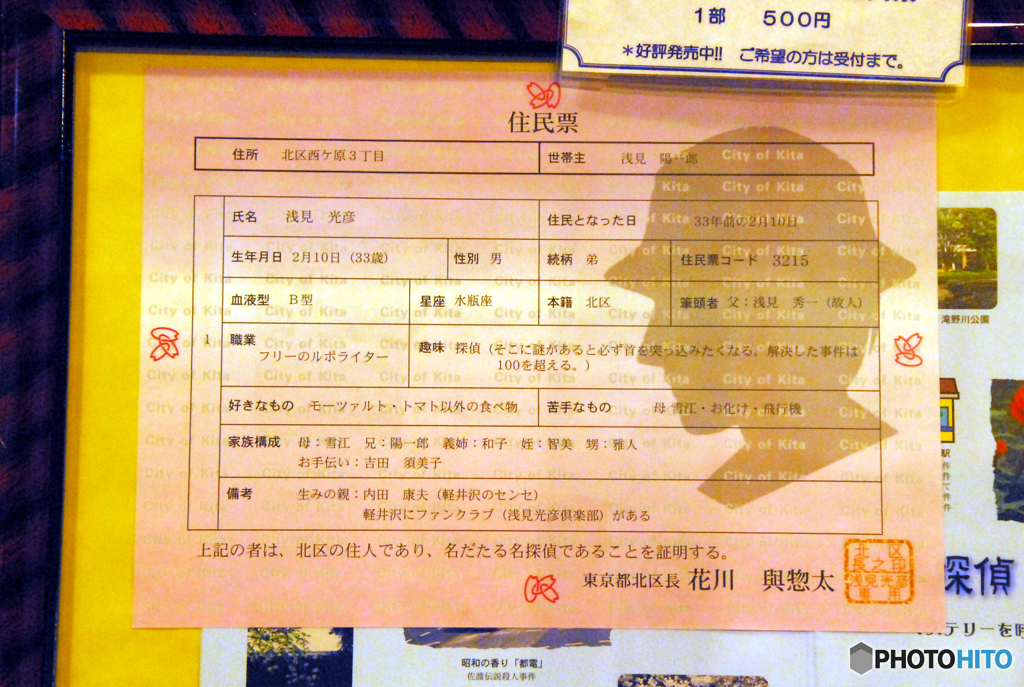 1部 500円
*好評発売中!! ご希望の方は受付まで。
住民票
住所 北区西ケ原3丁目 世帯主 浅見 陽一郎
氏名 浅見 光彦 住民となった日 33年前の2月10日
生年月日 2月10日(33歳) 性別 男 続柄 弟 住民票コード 3215
血液型 B型 星座 水瓶座 本籍 北区 筆頭者 父:浅見 秀一(故人)
1 職業 フリーのルポライター 趣味 探偵(そこに謎があると必ず首を突っ込みたくなる。解決した事件は
100を超える。)
好きなもの モーツァルト・トマト以外の食べ物 苦手なもの 母 雪江・お化け・飛行機
家族構成 母:雪江 兄:陽一郎 義姉:和子 姪:智美 甥:雅人
お手伝い:吉田 須美子
備考 生みの親:内田 康夫(軽井沢のセンセ)
軽井沢にファンクラブ(浅見光彦倶楽部)がある
上記の者は、北区の住人であり、名だたる名探偵であることを証明する。
東京都北区長 花川 與惣太
北区
長之印
浅見光彦
専用
City of Kita
滝野川公園
駅
探偵
ステリーを
昭和の香り「都電」
佐渡伝説殺人事件
PHOTOHITO